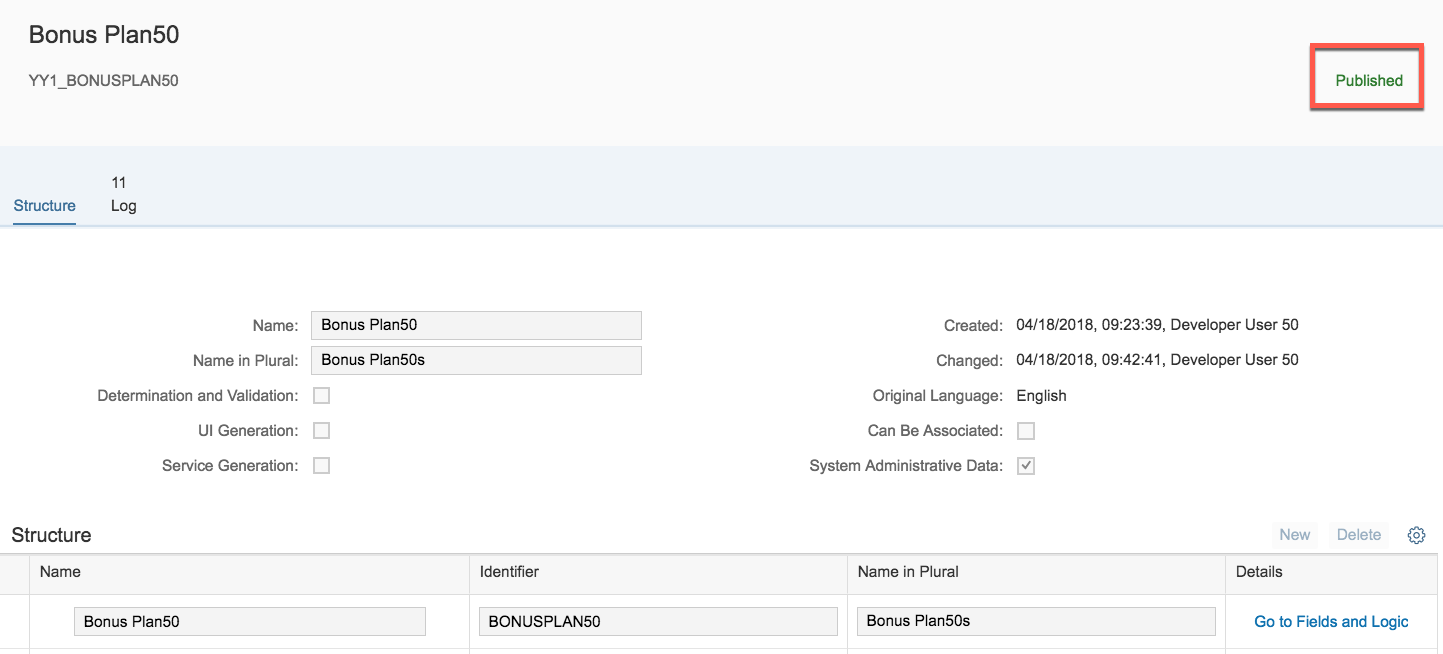 Bonus Plan50
YY1_BONUSPLAN50
Published
11
Structure Log
Name: Bonus Plan50 Created: 04/18/2018, 09:23:39, Developer User 50
Name in Plural: Bonus Plan50s Changed: 04/18/2018, 09:42:41, Developer User 50
Determination and Validation: Original Language: English
UI Generation: Can Be Associated:
Service Generation: System Administrative Data:
Structure New Delete
Name Identifier Name in Plural Details
Bonus Plan50 BONUSPLAN50 Bonus Plan50s Go to Fields and Logic